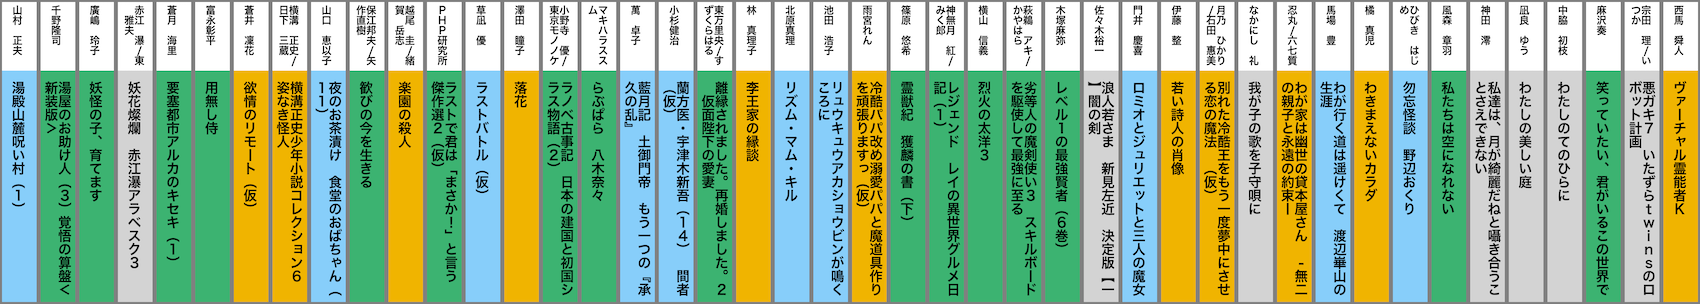 西馬　舜人
ヴァーチャル霊能者K
宗田　理/い
つか
悪ガキ7　いたずらtwinsのロ
ボット計画
麻沢奏
笑っていたい、君がいるこの世界で
中脇　初枝
わたしのてのひらに
凪良　ゆう
わたしの美しい庭
神田　澪
私達は、月が綺麗だねと囁き合うこ
とさえできない
風森　章羽
私たちは空になれない
ひびき　はじ
め
勿忘怪談　野辺おくり
橘　真児
わきまえないカラダ
馬場　豊
わが行く道は遥けくて　渡辺崋山の
生涯
忍丸/六七質
わが家は幽世の貸本屋さん　-無二
の親子と永遠の約束ー
なかにし　礼
我が子の歌を子守唄に
月乃　ひかり
/石田　惠美
別れた冷酷王をもう一度夢中にさせ
る恋の魔法　(仮)
伊藤　整
若い詩人の肖像
門井　慶喜
ロミオとジュリエットと三人の魔女
佐々木裕一
浪人若さま　新見左近　決定版【一
】闇の剣
木塚麻弥
レベル1の最強賢者(6巻)
萩鵜　アキ/
かやはら
劣等人の魔剣使い3　スキルボード
を駆使して最強に至る
横山　信義
烈火の太洋3
神無月　紅/
みく郎
レジェンド　レイの異世界グルメ日
記(1)
篠原　悠希
霊獣紀　獲麟の書(下)
雨宮れん
冷酷パパ改め溺愛パパと魔道具作り
を頑張りますっ(仮)
池田　浩子
リュウキュウアカショウビンが鳴く
ころに
北原真理
リズム・マム・キル
林　真理子
李王家の縁談
東万里央/す
ずくらはる
離縁されました。再婚しました。2
　仮面陛下の愛妻
小杉健治
蘭方医・宇津木新吾(14)　間者
(仮)
萬　卓子
藍月記　土御門帝　もう一つの『承
久の乱』
マキハラスス
ム
らぶばら　八木奈々
小野寺　優/
東京モノノケ
ラノベ古事記　日本の建国と初国シ
ラス物語(2)
澤田　瞳子
落花
草凪　優
ラストバトル(仮)
PHP研究所
ラストで君は「まさか!」と言う
傑作選2(仮)
越尾　圭/緒
賀　岳志
楽園の殺人
保江邦夫/矢
作直樹
歓びの今を生きる
山口　恵以子
夜のお茶漬け　食堂のおばちゃん(
11)
横溝　正史/
日下　三蔵
横溝正史少年小説コレクション6
姿なき怪人
蒼井　凜花
欲情のリモート(仮)
富永彰平
用無し侍
蒼月　海里
要塞都市アルカのキセキ(1)
赤江　瀑/東
　雅夫
妖花燦爛　赤江瀑アラベスク3
廣嶋　玲子
妖怪の子、育てます
千野隆司
湯屋のお助け人(3)覚悟の算盤<
新装版>
山村　正夫
湯殿山麓呪い村(1)